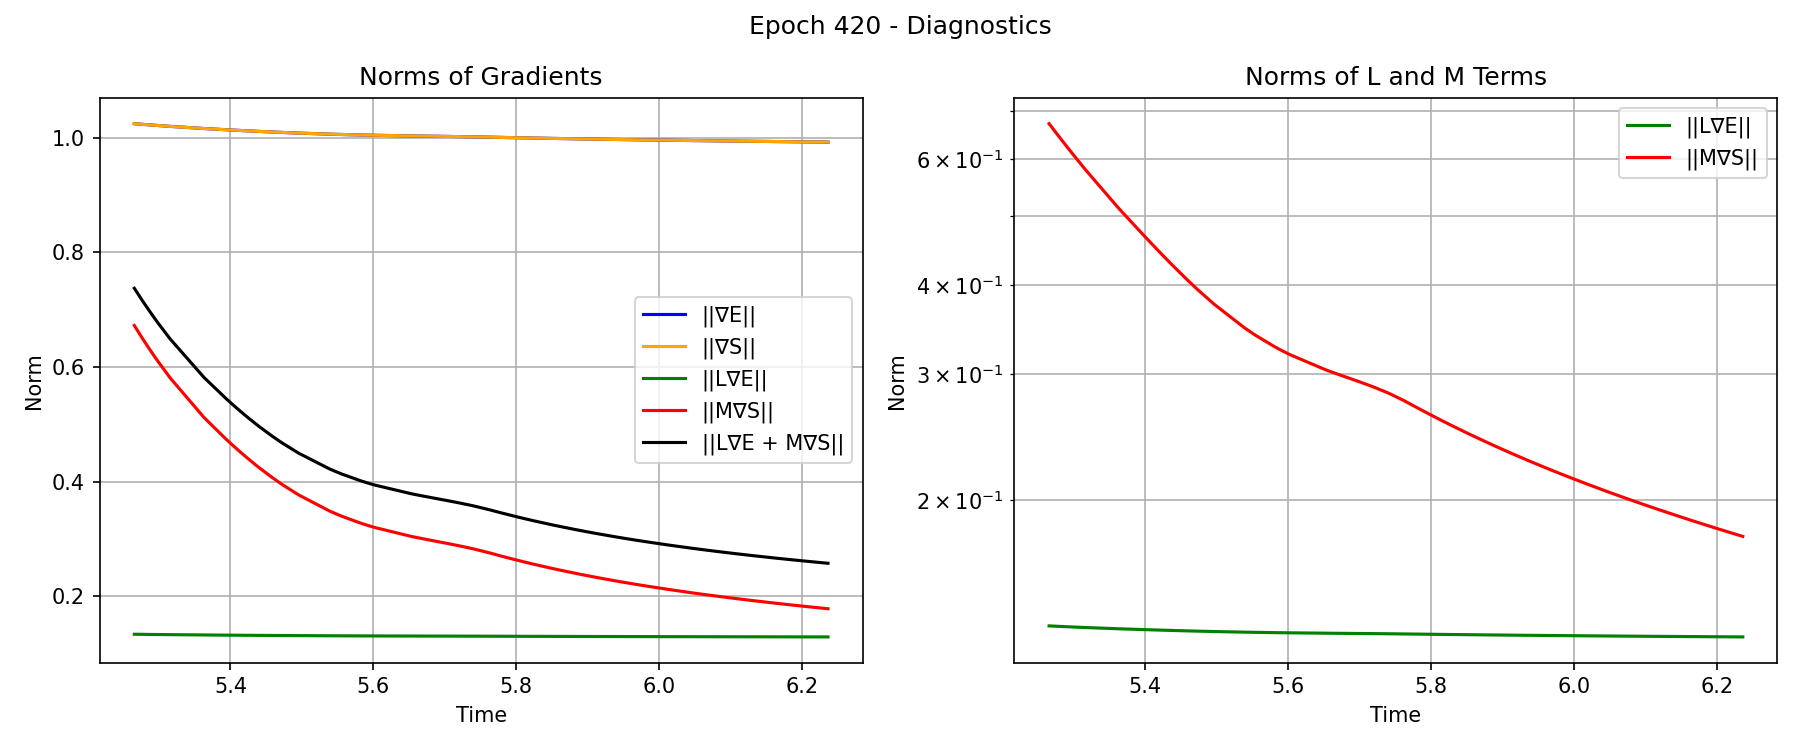 Epoch 420 - Diagnostics
Norms of Gradients
1.0
0.8
0.6
0.4
0.2
Norm
||∇E||
||∇S||
||L∇E||
||M∇S||
||L∇E + M∇S||
5.4 5.6 5.8 6.0 6.2
Time
Norms of L and M Terms
6 × 10⁻¹
4 × 10⁻¹
3 × 10⁻¹
2 × 10⁻¹
Norm
||L∇E||
||M∇S||
5.4 5.6 5.8 6.0 6.2
Time